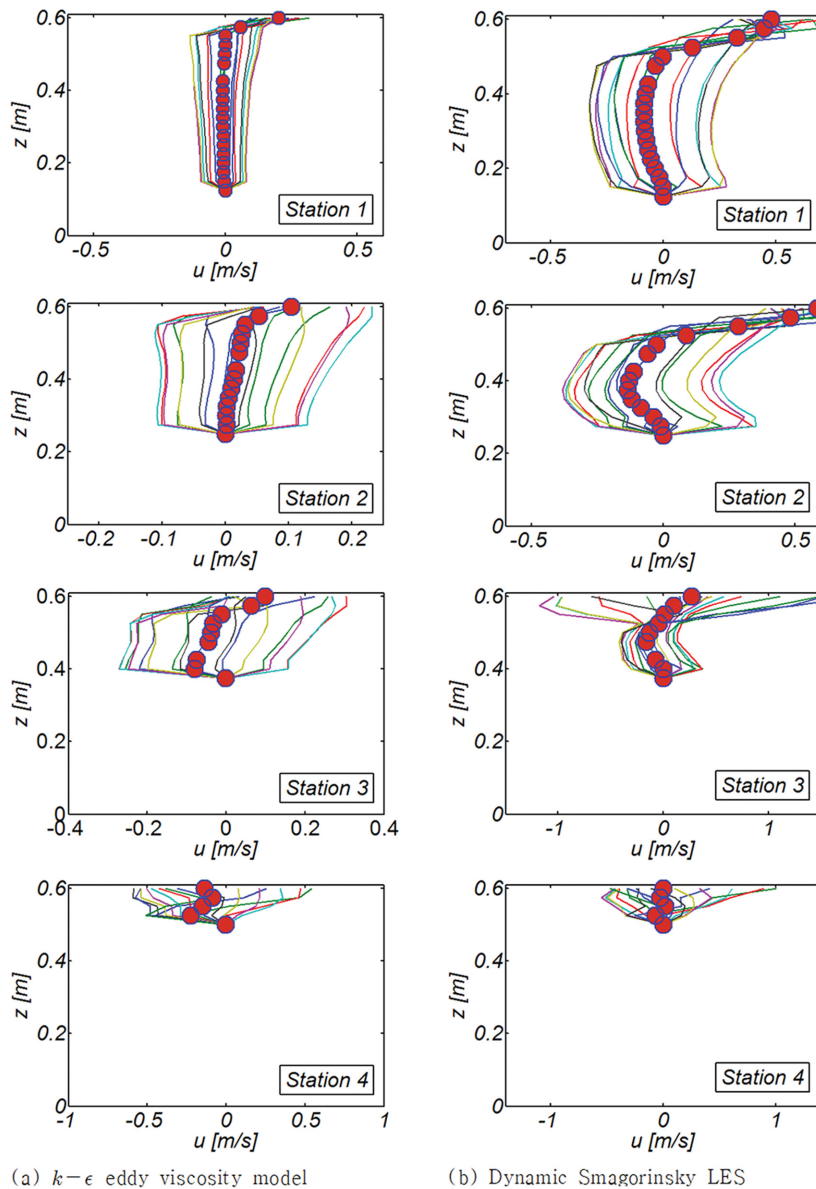 0.6
0.4
0.2
0
z [m]
Station 1
-0.5
0
0.5
u [m/s]
0.6
0.4
0.2
0
z [m]
Station 1
-0.5
0
0.5
u [m/s]
0.6
0.4
0.2
0
z [m]
Station 2
-0.2
-0.1
0
0.1
0.2
u [m/s]
0.6
0.4
0.2
0
z [m]
Station 2
-0.5
0
0.5
u [m/s]
0.6
0.4
0.2
0
z [m]
Station 3
-0.4
-0.2
0
0.2
0.4
u [m/s]
0.6
0.4
0.2
0
z [m]
Station 3
-1
0
1
u [m/s]
0.6
0.4
0.2
0
z [m]
Station 4
-1
-0.5
0
0.5
1
u [m/s]
0.6
0.4
0.2
0
z [m]
Station 4
-1
0
1
u [m/s]
(a) k−ϵ eddy viscosity model
(b) Dynamic Smagorinsky LES